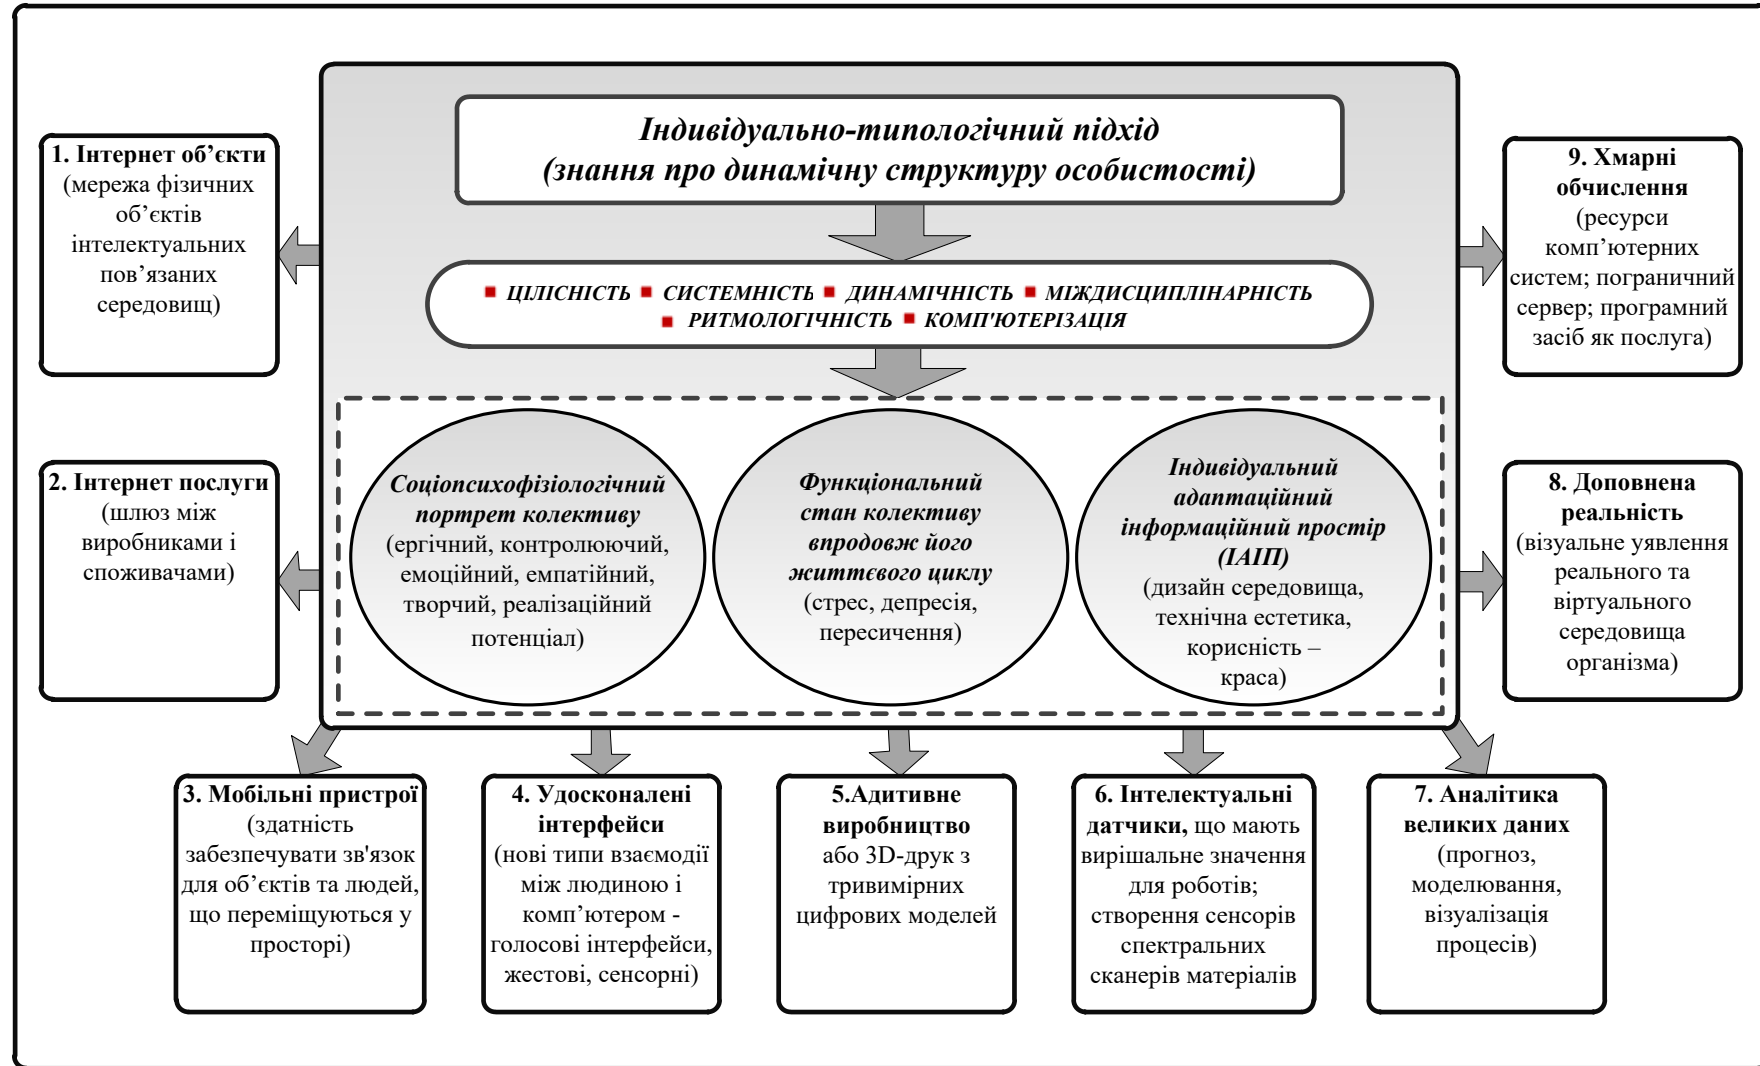 Індивідуально-типологічний підхід
(знання про динамічну структуру особистості)
ЦІЛІСНІСТЬ СИСТЕМНІСТЬ ДИНАМІЧНІСТЬ МІЖДИСЦИПЛІНАРНІСТЬ
РИТМОЛОГІЧНІСТЬ КОМП'ЮТЕРІЗАЦІЯ
Соціопсихофізіологічний
портрет колективу
(ергічний, контролюючий,
емоційний, емпатійний,
творчий, реалізаційний
потенціал)
Функціональний
стан колективу
впродовж його
життєвого циклу
(стрес, депресія,
пересичення)
Індивідуальний
адаптаційний
інформаційний простір
(ІАІП)
(дизайн середовища,
технічна естетика,
корисність –
краса)
1. Інтернет об’єкти
(мережа фізичних
об’єктів
інтелектуальних
пов’язаних
середовищ)
2. Інтернет послуги
(шлюз між
виробниками і
споживачами)
3. Мобільні пристрої
(здатність
забезпечувати зв'язок
для об’єктів та людей,
що переміщуються у
просторі)
4. Удосконалені
інтерфейси
(нові типи взаємодії
між людиною і
комп’ютером -
голосові інтерфейси,
жестові, сенсорні)
5.Адитивне
виробництво
або 3D-друк з
тривимірних
цифрових моделей
6. Інтелектуальні
датчики, що мають
вирішальне значення
для роботів;
створення сенсорів
спектральних
сканерів матеріалів
7. Аналітика
великих даних
(прогноз,
моделювання,
візуалізація
процесів)
8. Доповнена
реальність
(візуальне уявлення
реального та
віртуального
середовища
організма)
9. Хмарні
обчислення
(ресурси
комп’ютерних
систем; пограничний
сервер; програмний
засіб як послуга)